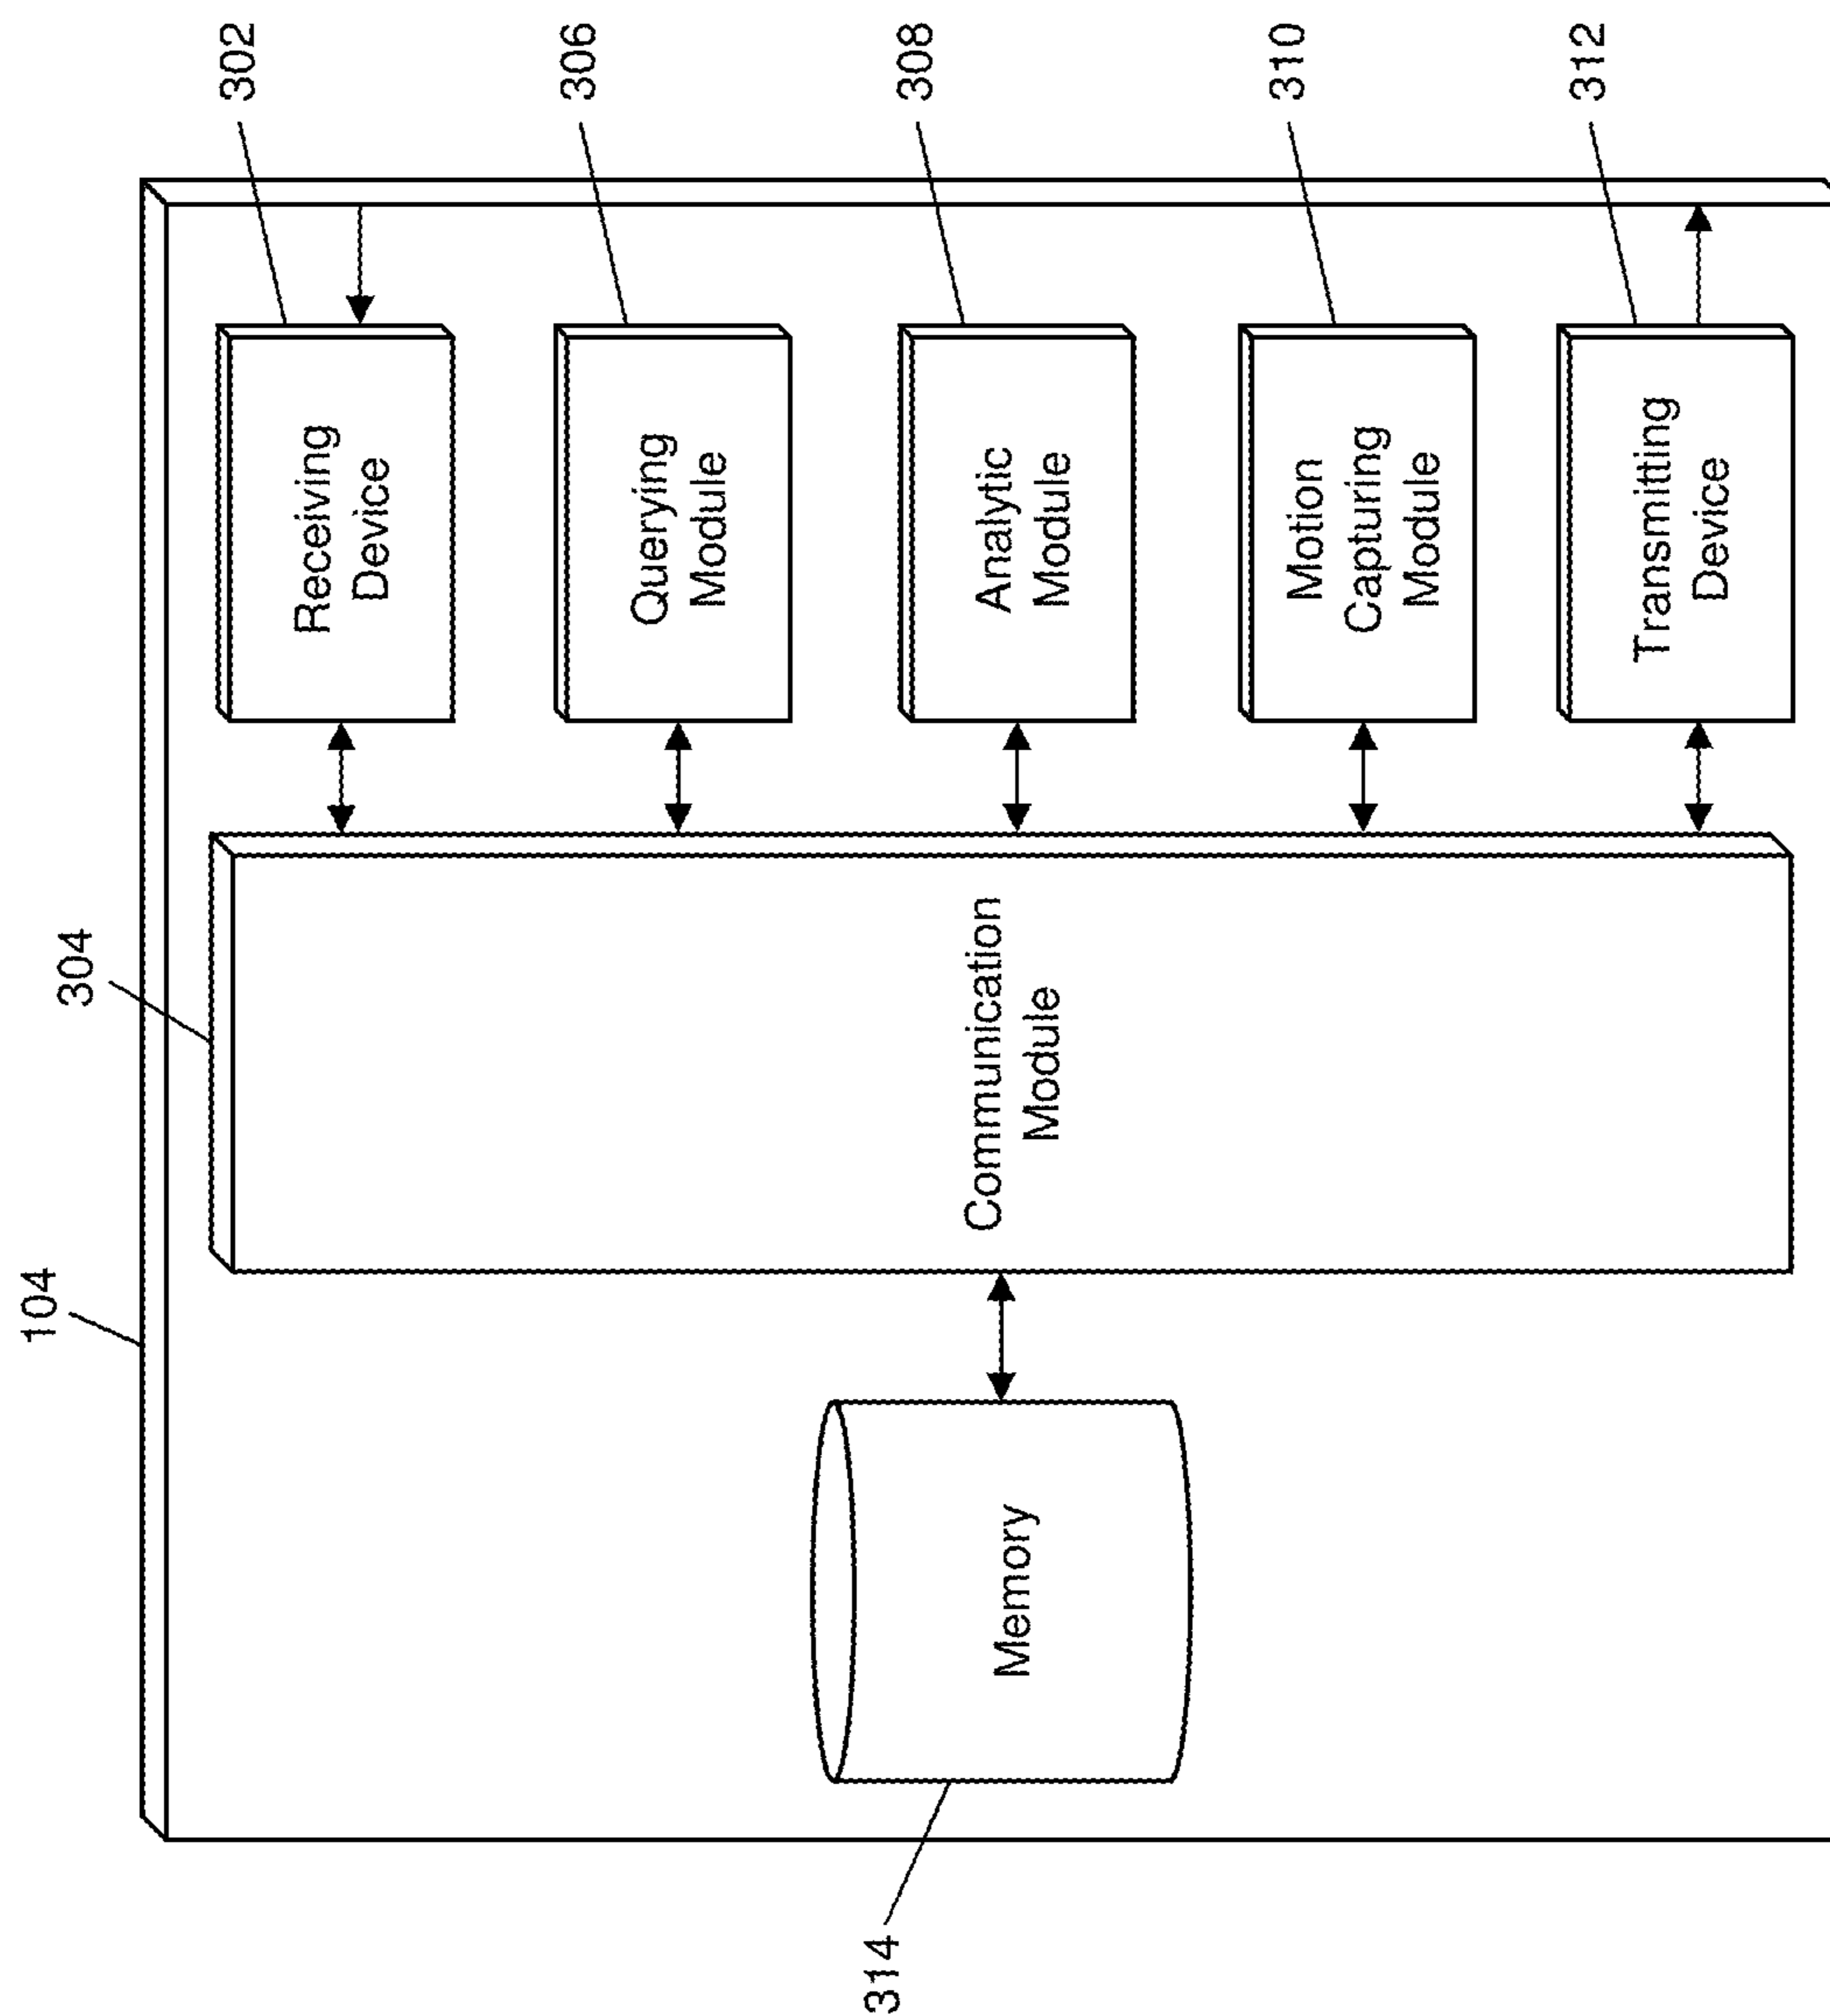 104
304
302
Receiving
Device
306
Querying
Module
308
Analytic
Module
310
Motion
Capturing
Module
312
Transmitting
Device
Communication
Module
Memory
314